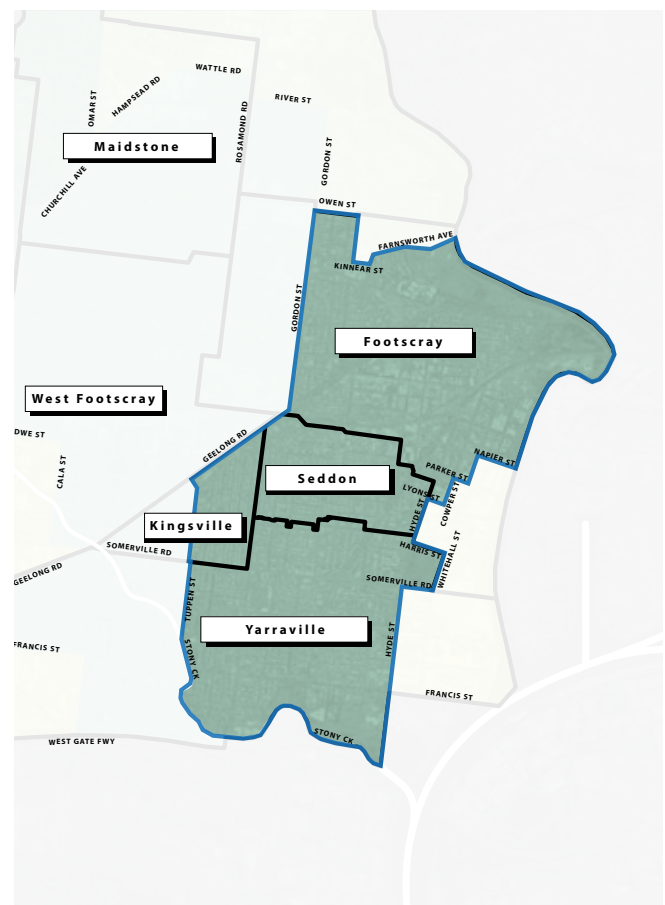 WATTLE RD
HAMPSEAD RD
OMAR ST
RIVER ST
ROSAMOND RD
Maidstone
GORDON ST
CHURCHILL AVE
OWEN ST
FARNSWORTH AVE
KINNEAR ST
GORDON ST
Footscray
West Footscray
DWE ST
GEELONG RD
CALA ST
NAPIER ST
PARKER ST
Seddon
LYONS ST
COWPER ST
HYDE ST
Kingsville
SOMERVILLE RD
HARRIS ST
WHITEHALL ST
GEELONG RD
SOMERVILLE RD
TUPPEN ST
Yarraville
HYDE ST
FRANCIS ST
STONY CK
FRANCIS ST
STONY CK
WEST GATE FWY